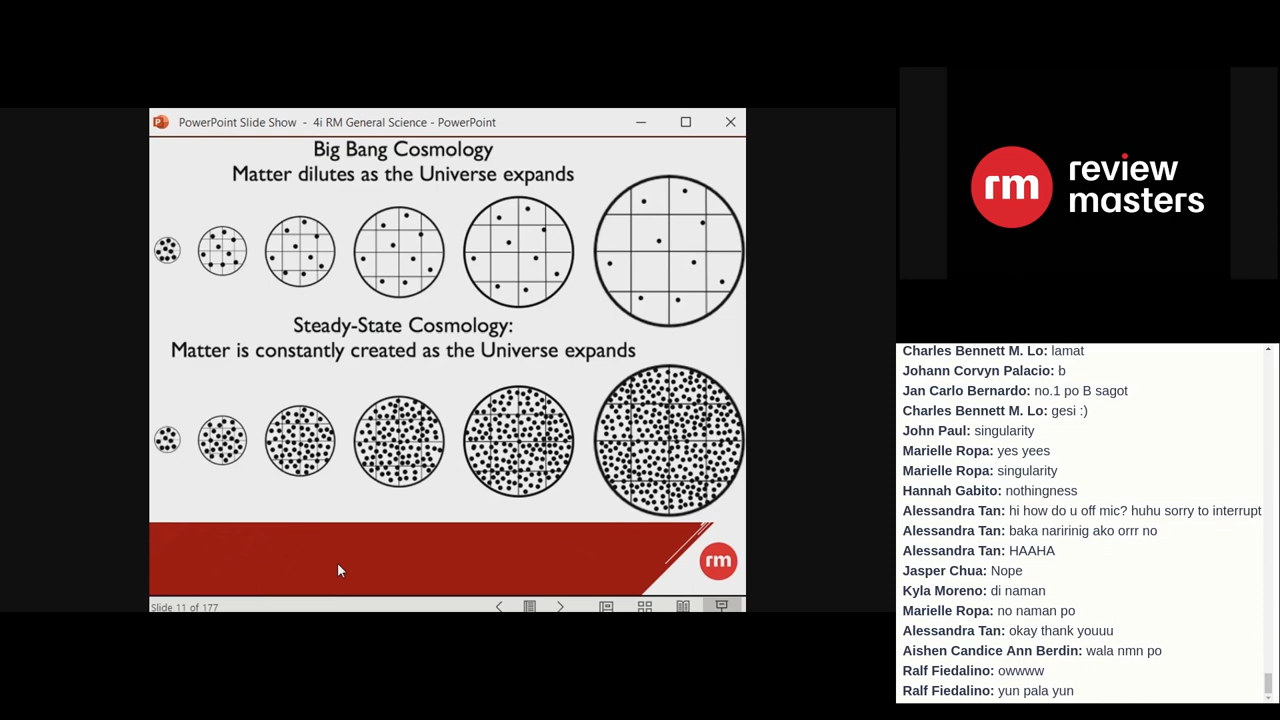 PowerPoint Slide Show - 4i RM General Science - PowerPoint
Big Bang Cosmology
Matter dilutes as the Universe expands
Steady-State Cosmology:
Matter is constantly created as the Universe expands
rm
Slide 11 of 177
rm review
masters
Charles Bennett M. Lo: lamat
Johann Corvyn Palacio: b
Jan Carlo Bernardo: no.1 po B sagot
Charles Bennett M. Lo: gesi :)
John Paul: singularity
Marielle Ropa: yes yees
Marielle Ropa: singularity
Hannah Gabito: nothingness
Alessandra Tan: hi how do u off mic? huhu sorry to interrupt
Alessandra Tan: baka naririnig ako orrr no
Alessandra Tan: HAAHA
Jasper Chua: Nope
Kyla Moreno: di naman
Marielle Ropa: no naman po
Alessandra Tan: okay thank youuu
Aishen Candice Ann Berdin: wala nmn po
Ralf Fiedalino: owwww
Ralf Fiedalino: yun pala yun